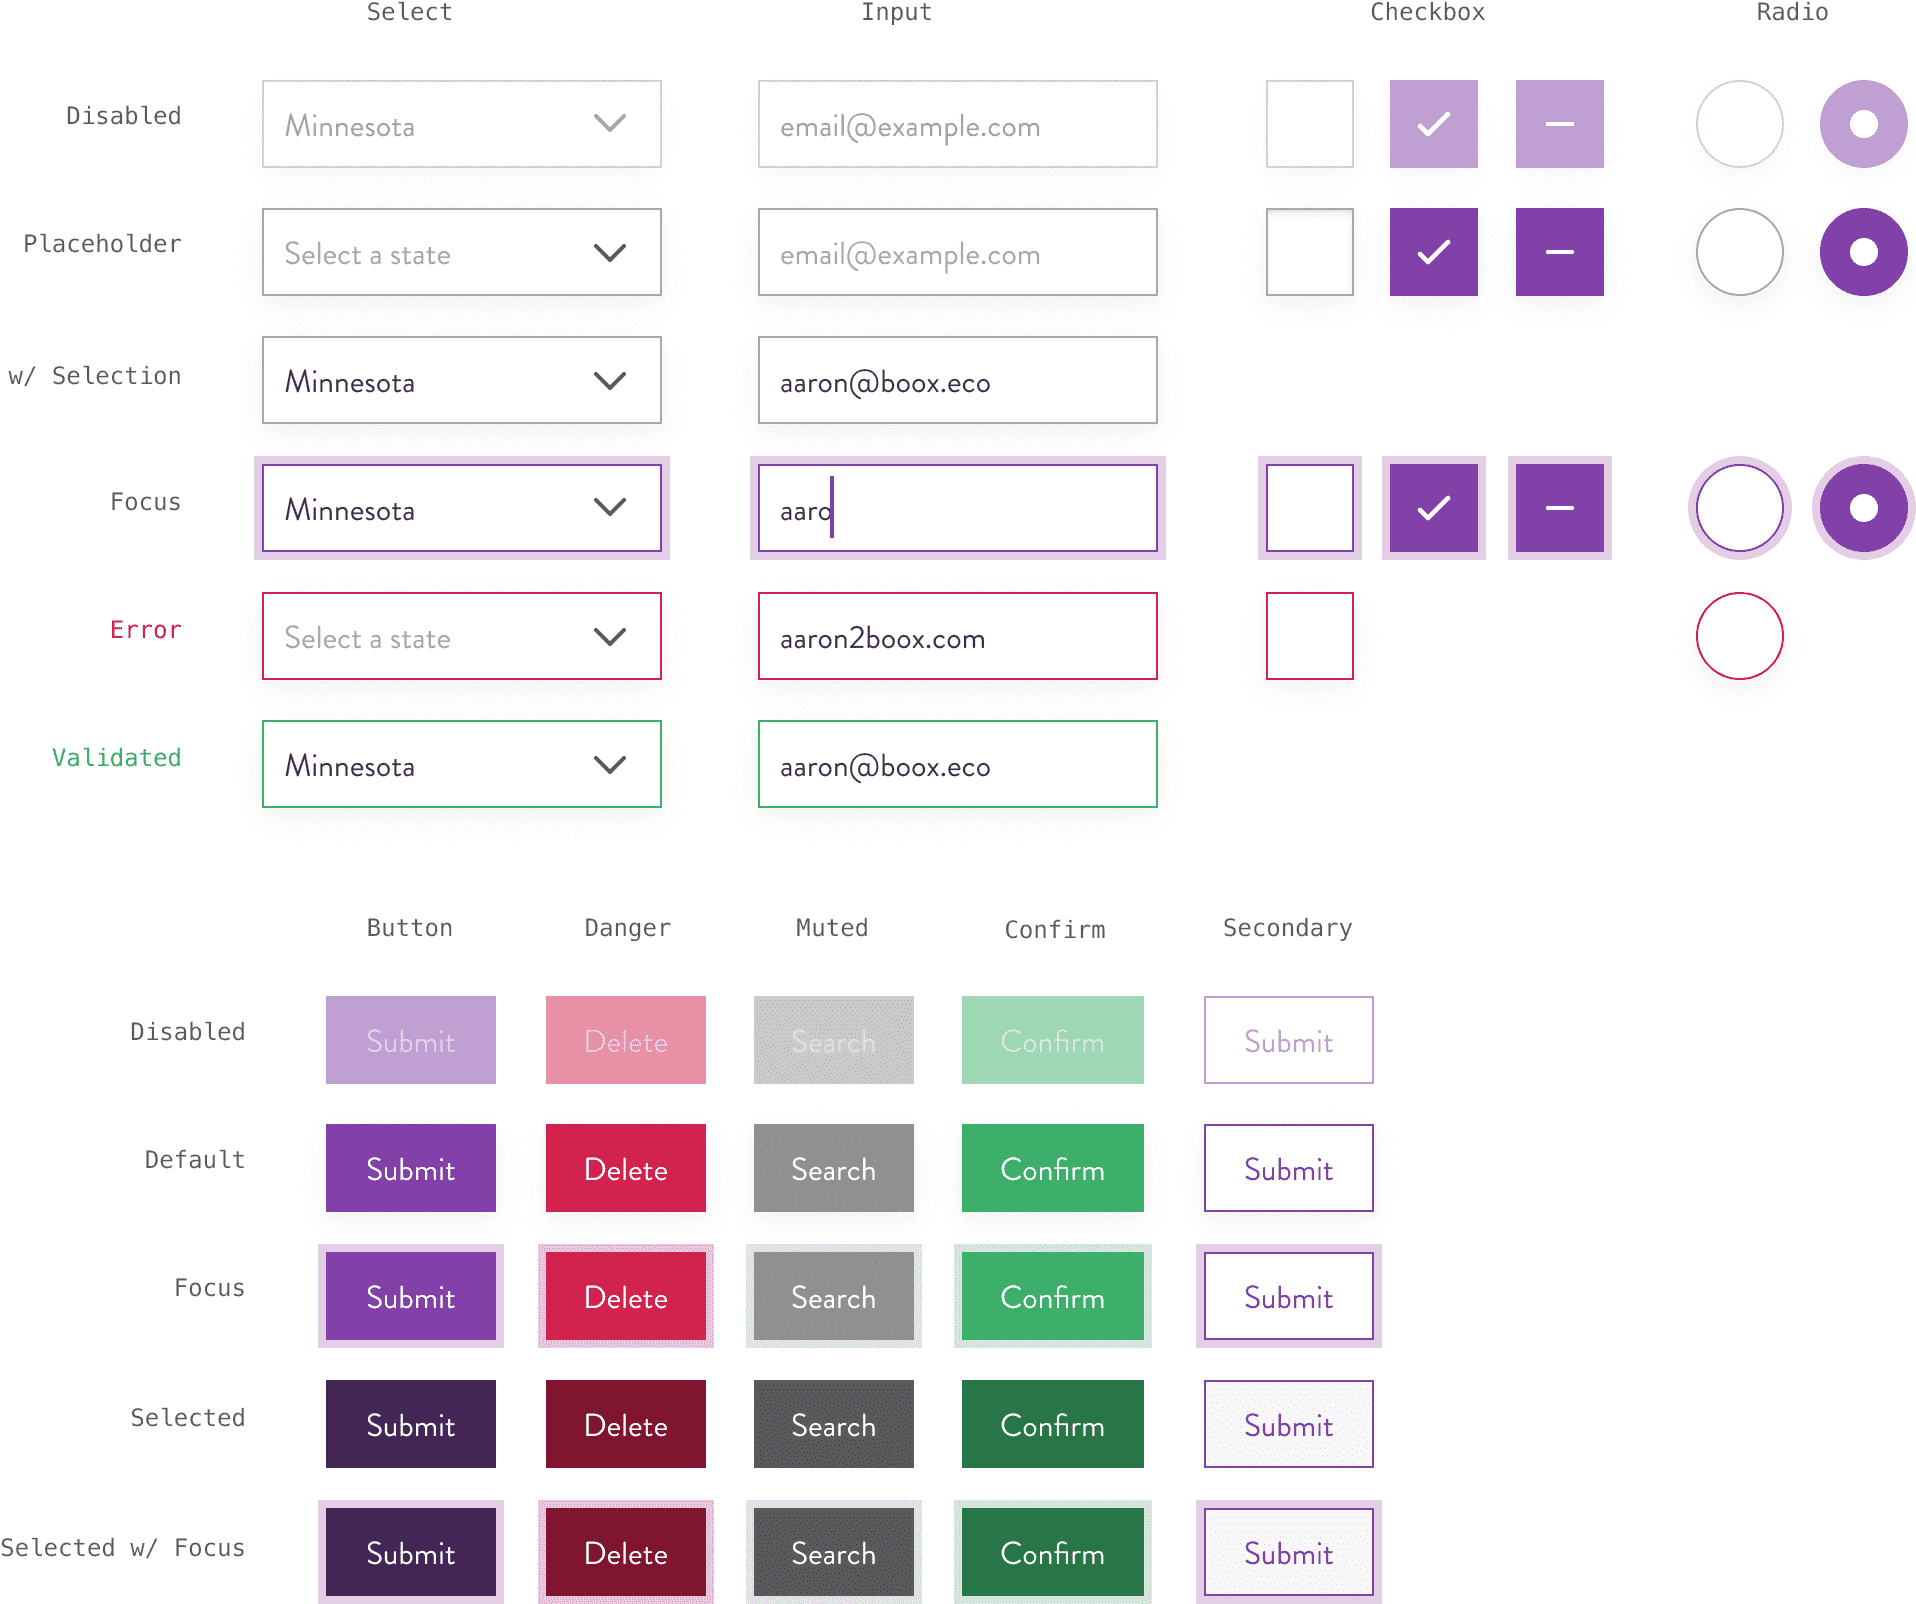 Select Input Checkbox Radio
Disabled Minnesota email@example.com
Placeholder Select a state email@example.com
w/ Selection Minnesota aaron@boox.eco
Focus Minnesota aaro
Error Select a state aaron2boox.com
Validated Minnesota aaron@boox.eco
Button Danger Muted Confirm Secondary
Disabled Submit Delete Search Confirm Submit
Default Submit Delete Search Confirm Submit
Focus Submit Delete Search Confirm Submit
Selected Submit Delete Search Confirm Submit
Selected w/ Focus Submit Delete Search Confirm Submit